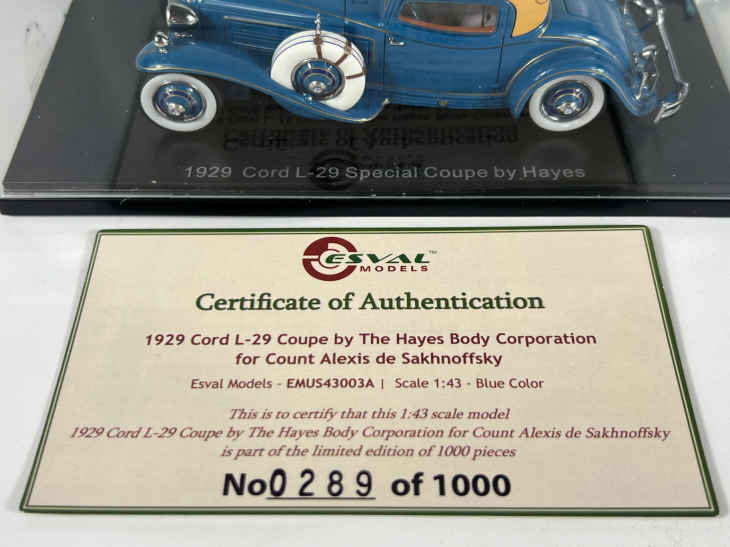 1929 Cord L-29 Special Coupe by Hayes
ESVAL™
MODELS
Certificate of Authentication
1929 Cord L-29 Coupe by The Hayes Body Corporation
for Count Alexis de Sakhnoffsky
Esval Models - EMUS43003A | Scale 1:43 - Blue Color
This is to certify that this 1:43 scale model
1929 Cord L-29 Coupe by The Hayes Body Corporation for Count Alexis de Sakhnoffsky
is part of the limited edition of 1000 pieces
No0289 of 1000